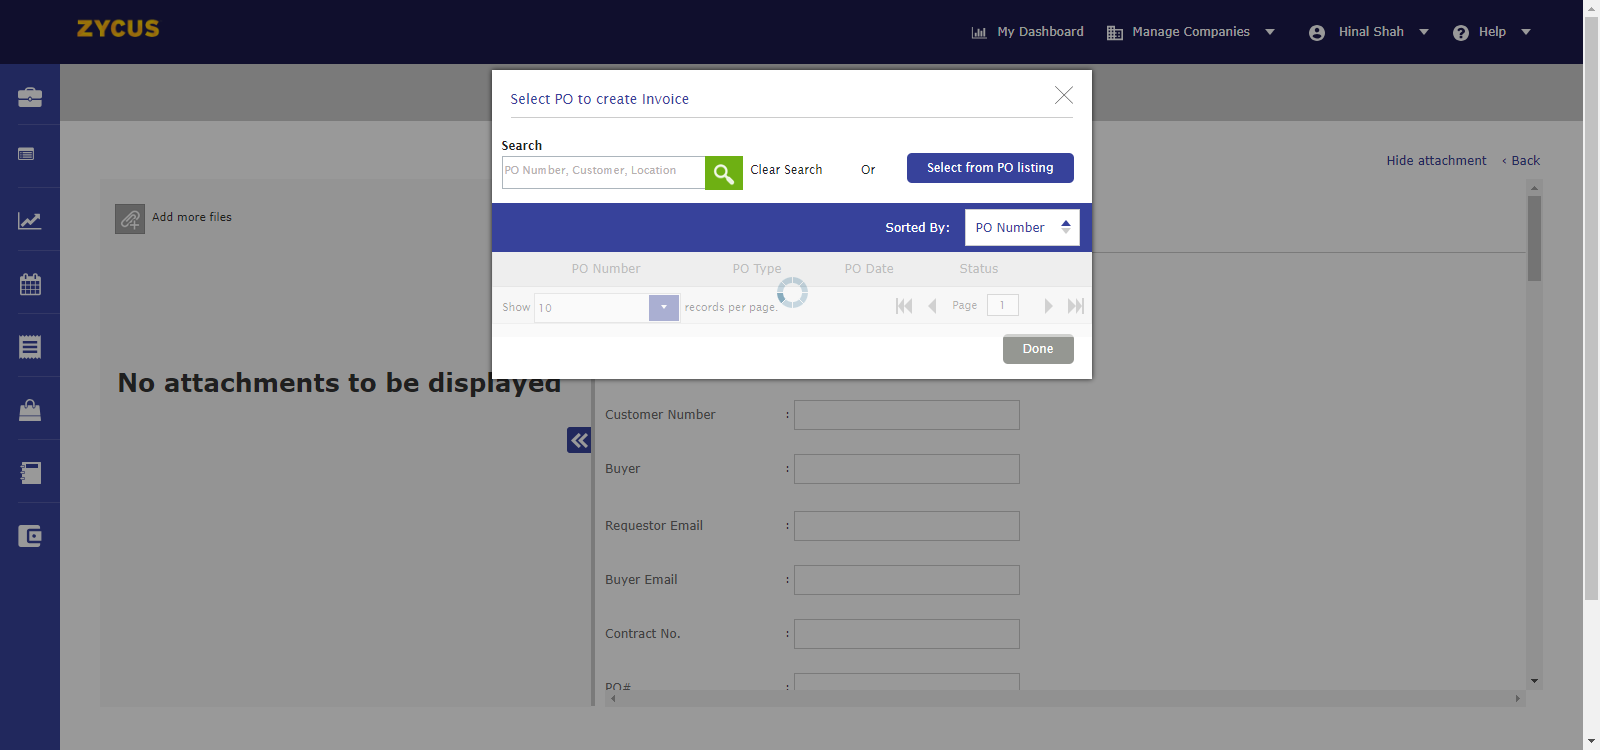 ZYCUS
My Dashboard
Manage Companies
Hinal Shah
Help
Select PO to create Invoice
Search
PO Number, Customer, Location
Clear Search
Or
Select from PO listing
Hide attachment
‹ Back
Add more files
Sorted By:
PO Number
PO Number
PO Type
PO Date
Status
Show
10
records per page.
Page
1
Done
No attachments to be displayed
Customer Number :
Buyer :
Requestor Email :
Buyer Email :
Contract No. :
PO# :